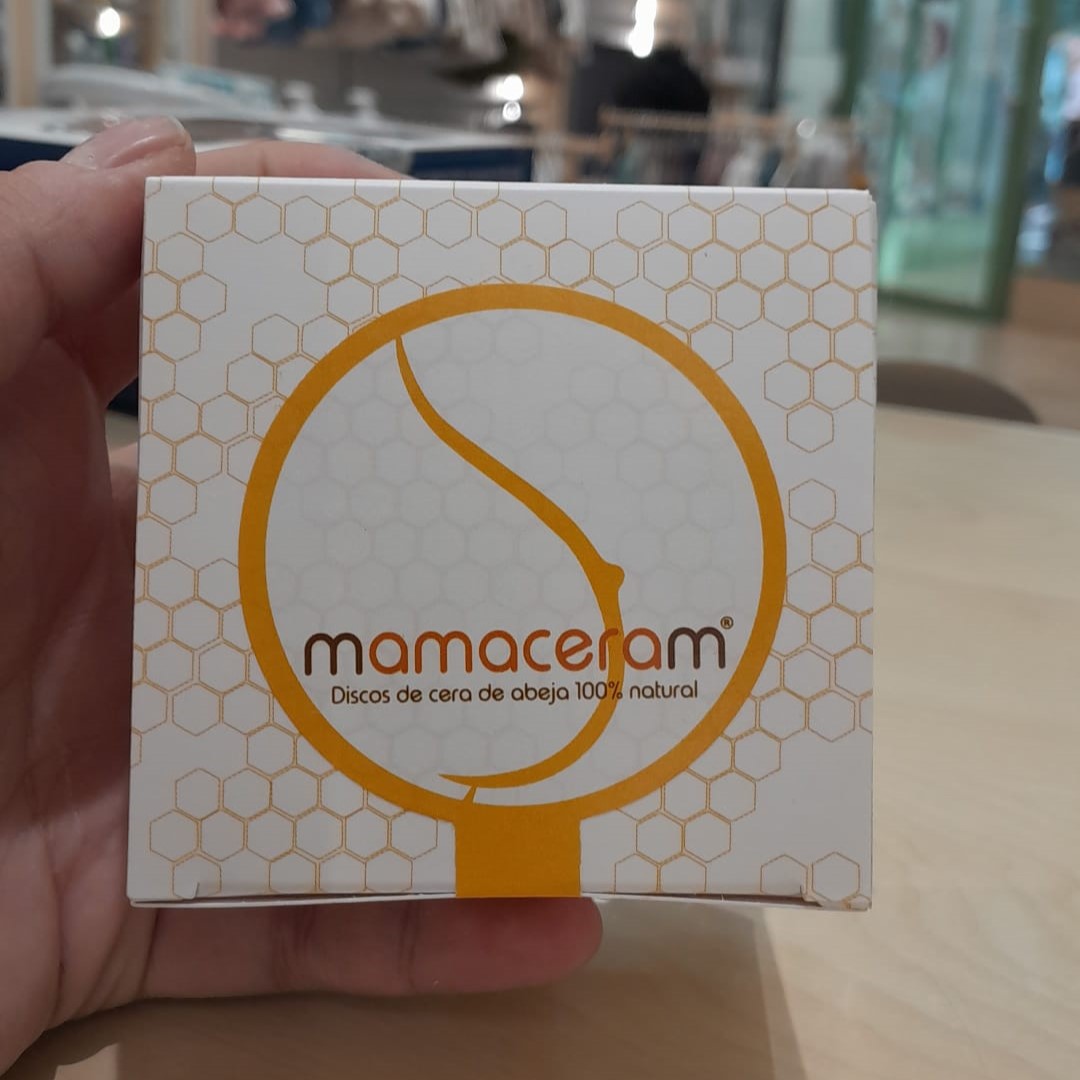 mamaceram®
Discos de cera de abeja 100% natural